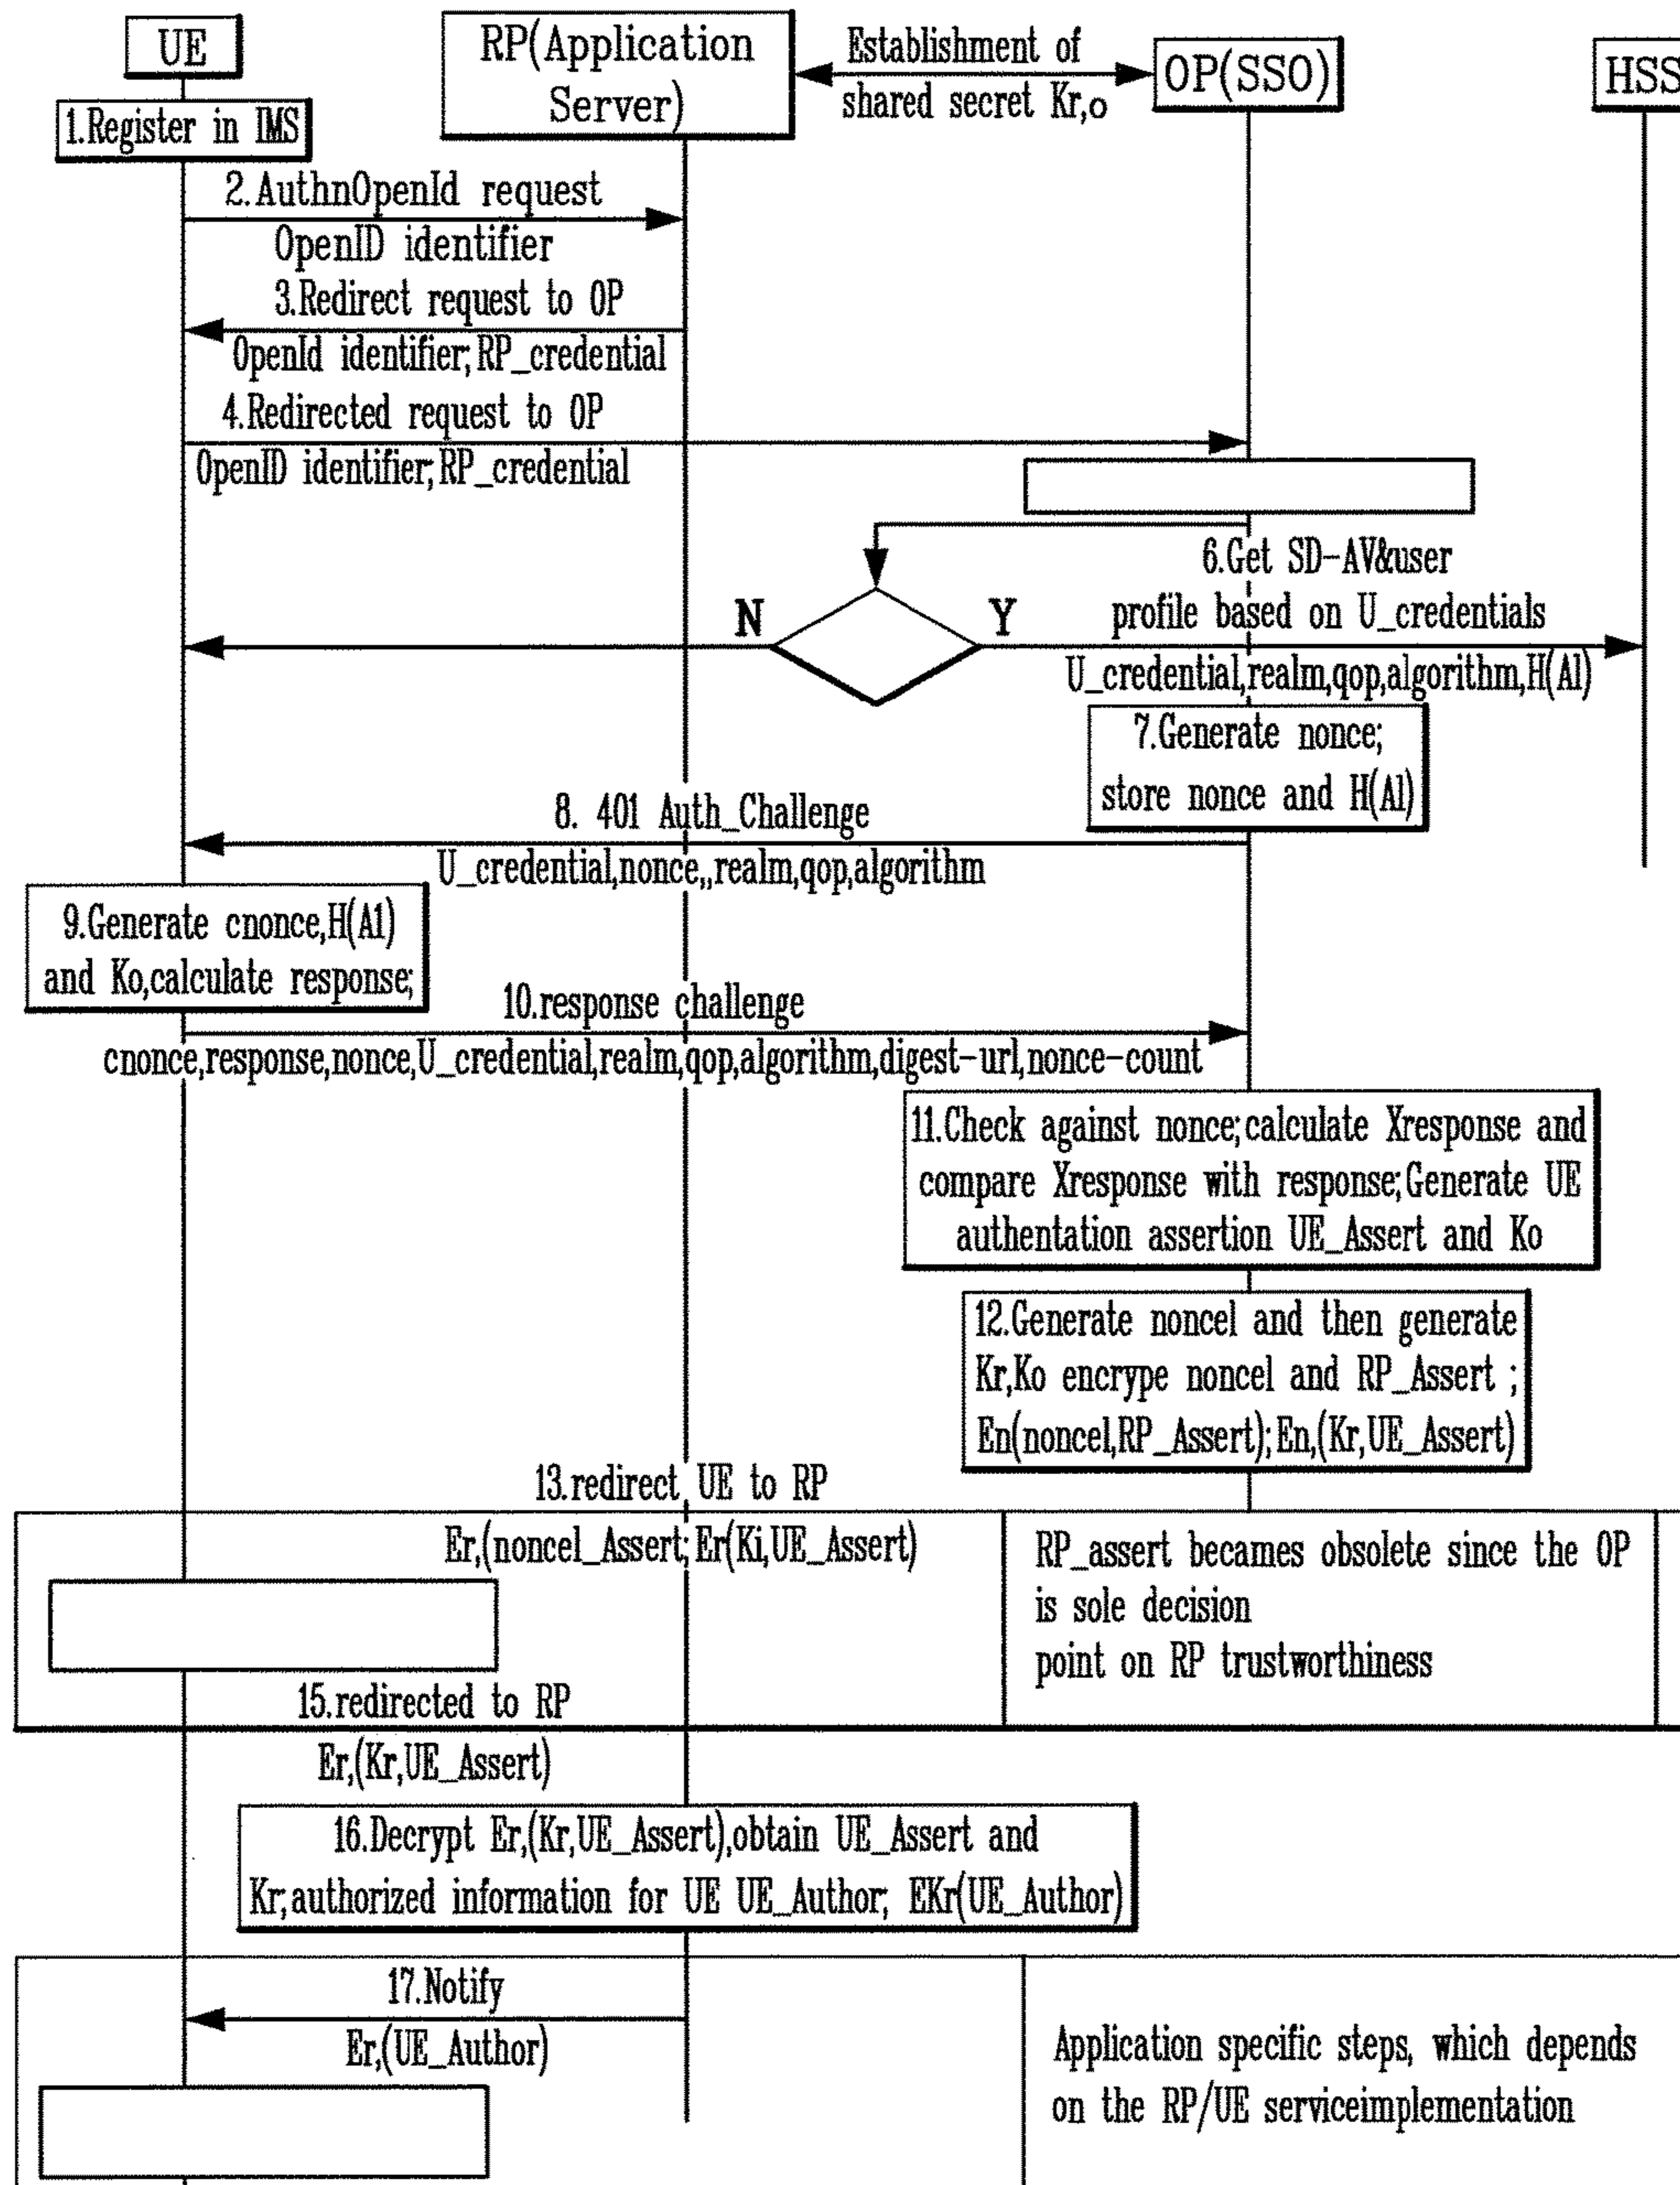 UE
RP(Application
Server)
Establishment of
shared secret Kr,o
OP(SSO)
HSS
1.Register in IMS
2.AuthnOpenId request
OpenID identifier
3.Redirect request to OP
OpenId identifier;RP_credential
4.Redirected request to OP
OpenID identifier;RP_credential
6.Get SD-AV&user
profile based on U_credentials
N
Y
U_credential,realm,qop,algorithm,H(Al)
7.Generate nonce;
store nonce and H(Al)
8. 401 Auth_Challenge
U_credential,nonce,,realm,qop,algorithm
9.Generate cnonce,H(A1)
and Ko,calculate response;
10.response challenge
cnonce,response,nonce,U_credential,realm,qop,algorithm,digest-url,nonce-count
11.Check against nonce;calculate Xresponse and
compare Xresponse with response;Generate UE
authentation assertion UE_Assert and Ko
12.Generate noncel and then generate
Kr,Ko encrype noncel and RP_Assert ;
En(noncel,RP_Assert);En,(Kr,UE_Assert)
13.redirect UE to RP
Er,(noncel_Assert; Er(Ki,UE_Assert)
RP_assert becames obsolete since the OP
is sole decision
point on RP trustworthiness
15.redirected to RP
Er,(Kr,UE_Assert)
16.Decrypt Er,(Kr,UE_Assert),obtain UE_Assert and
Kr;authorized information for UE UE_Author; EKr(UE_Author)
17.Notify
Er,(UE_Author)
Application specific steps, which depends
on the RP/UE serviceimplementation